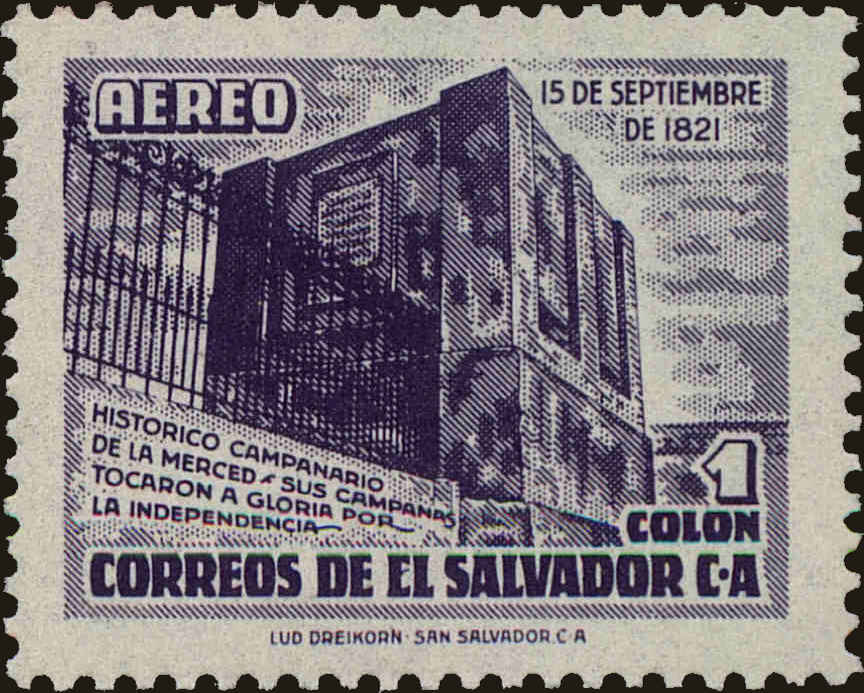 AEREO
15 DE SEPTIEMBRE
DE 1821
HISTORICO CAMPANARIO
DE LA MERCED - SUS CAMPANAS
TOCARON A GLORIA POR
LA INDEPENDENCIA
1
COLON
CORREOS DE EL SALVADOR C·A
LUD DREIKORN · SAN SALVADOR.C·A